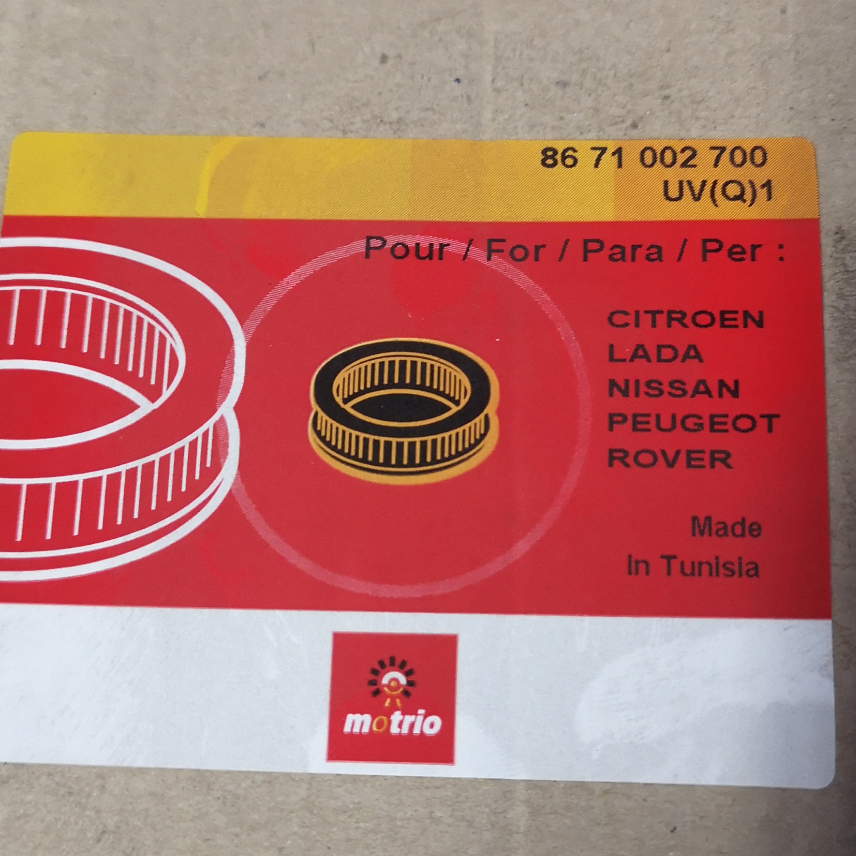 86 71 002 700
UV(Q)1
Pour / For / Para / Per :
CITROEN
LADA
NISSAN
PEUGEOT
ROVER
Made
In Tunisia
motrio